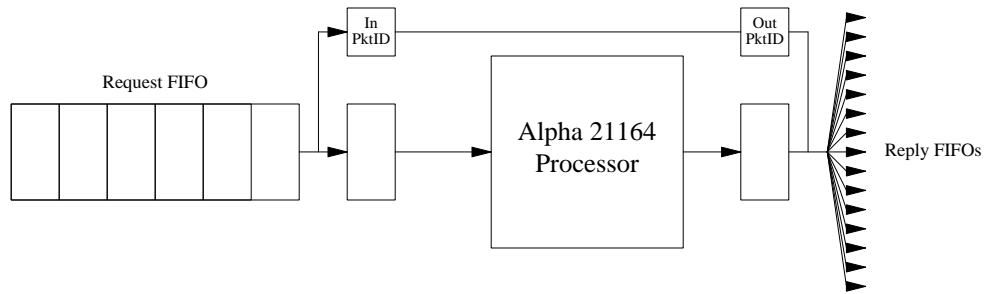 In
PktID
Out
PktID
Request FIFO
Alpha 21164
Processor
Reply FIFOs